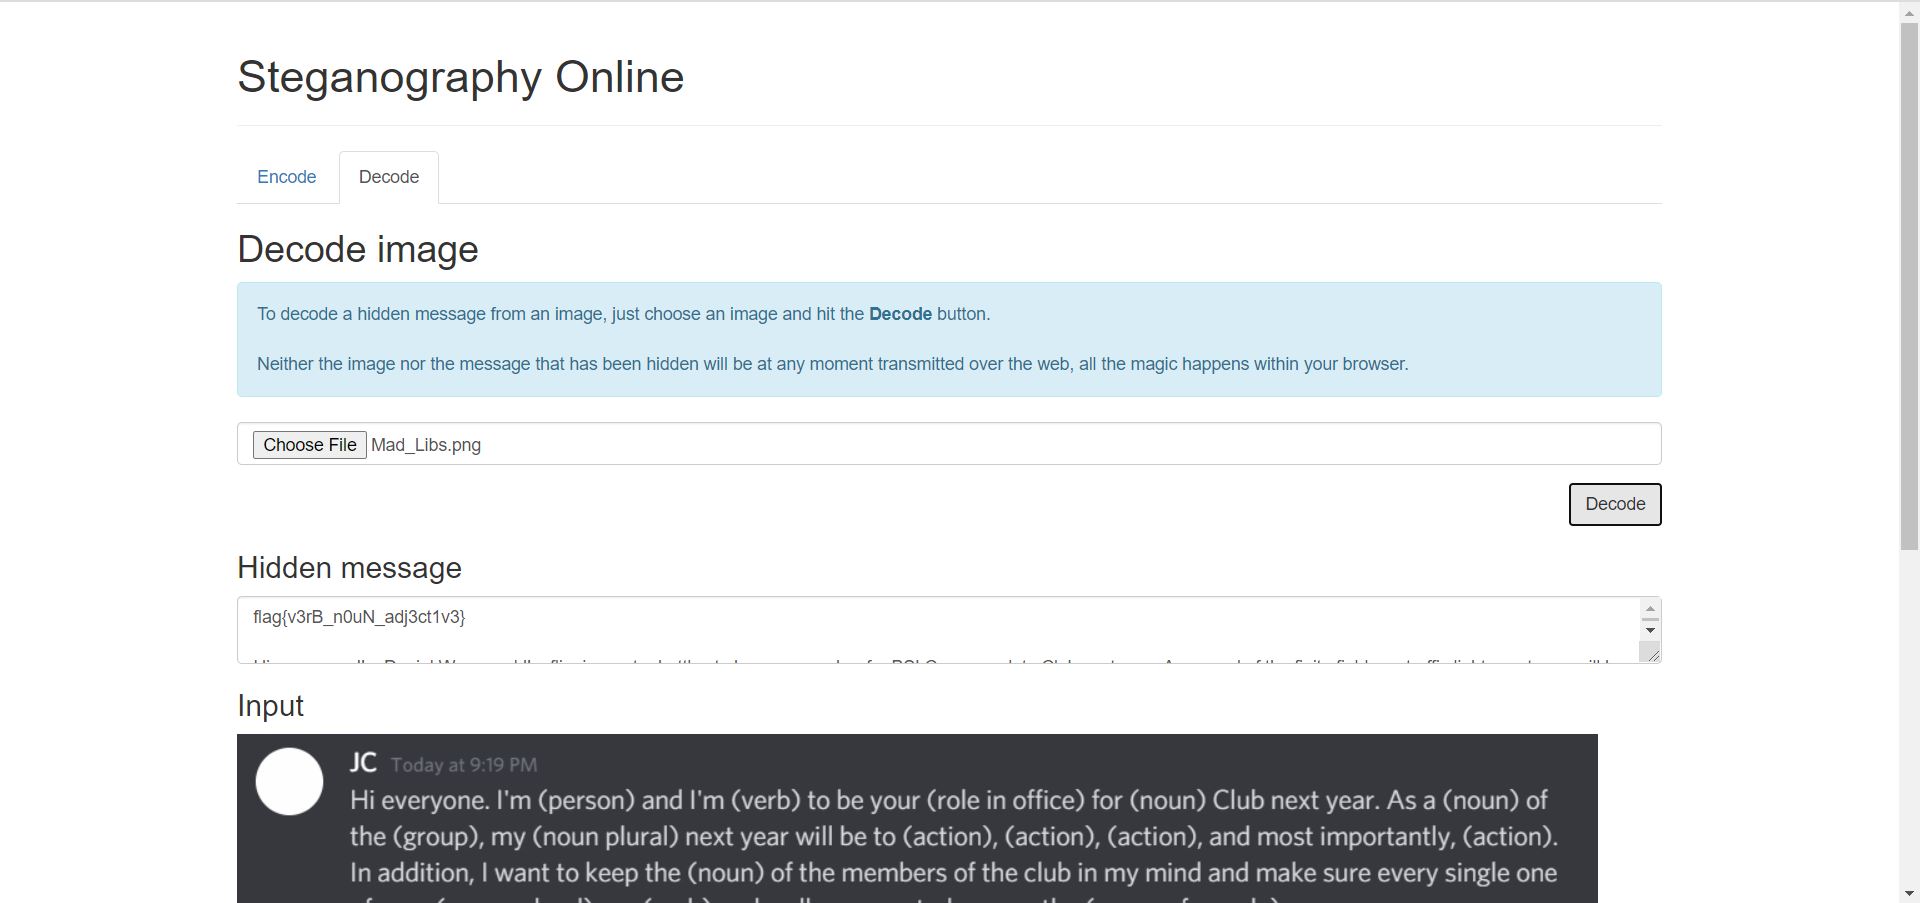 Steganography Online
Encode
Decode
Decode image
To decode a hidden message from an image, just choose an image and hit the Decode button.
Neither the image nor the message that has been hidden will be at any moment transmitted over the web, all the magic happens within your browser.
Choose File Mad_Libs.png
Decode
Hidden message
flag{v3rB_n0uN_adj3ct1v3}
Input
JC Today at 9:19 PM
Hi everyone. I'm (person) and I'm (verb) to be your (role in office) for (noun) Club next year. As a (noun) of
the (group), my (noun plural) next year will be to (action), (action), (action), and most importantly, (action).
In addition, I want to keep the (noun) of the members of the club in my mind and make sure every single one